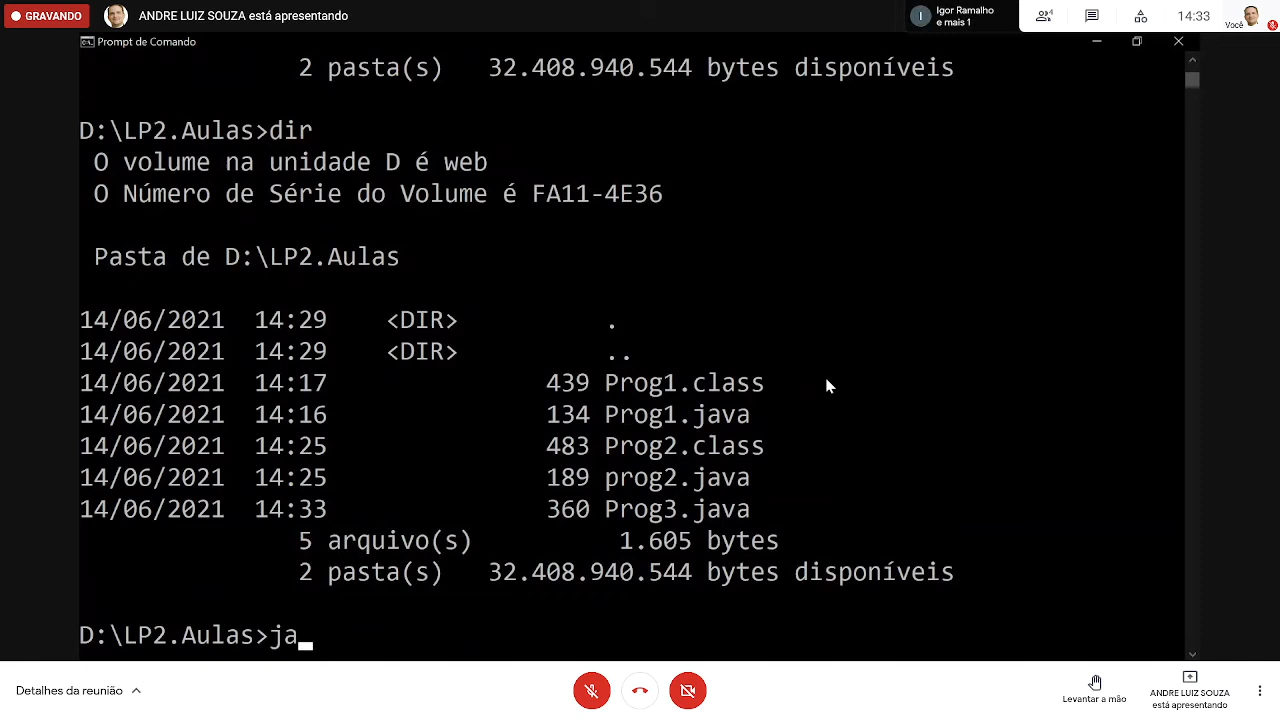 GRAVANDO
ANDRE LUIZ SOUZA está apresentando
Igor Ramalho
e mais 1
4
14:33
Você
Prompt de Comando
2 pasta(s)   32.408.940.544 bytes disponíveis
D:\LP2.Aulas>dir
O volume na unidade D é web
O Número de Série do Volume é FA11-4E36
Pasta de D:\LP2.Aulas
14/06/2021  14:29    <DIR>          .
14/06/2021  14:29    <DIR>          ..
14/06/2021  14:17               439 Prog1.class
14/06/2021  14:16               134 Prog1.java
14/06/2021  14:25               483 Prog2.class
14/06/2021  14:25               189 prog2.java
14/06/2021  14:33               360 Prog3.java
5 arquivo(s)          1.605 bytes
2 pasta(s)   32.408.940.544 bytes disponíveis
D:\LP2.Aulas>ja_
Detalhes da reunião
Levantar a mão
ANDRE LUIZ SOUZA
está apresentando